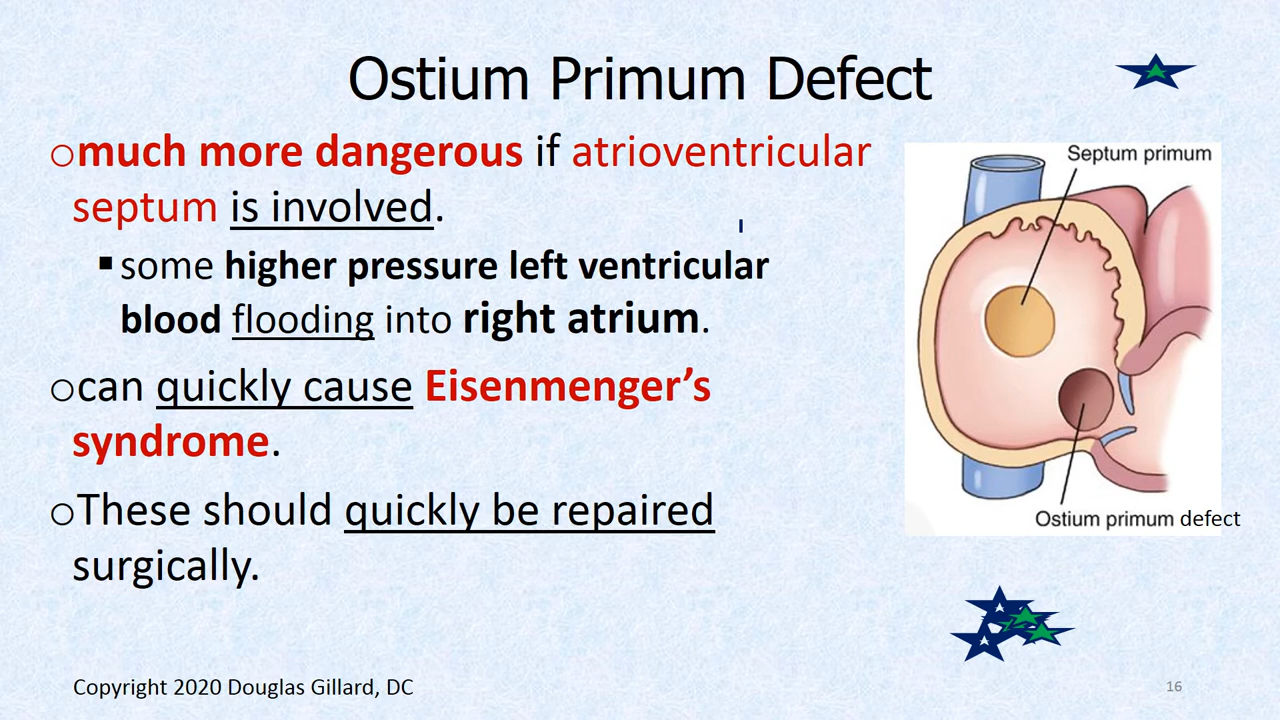 Ostium Primum Defect
○much more dangerous if atrioventricular
septum is involved.
▪some higher pressure left ventricular
blood flooding into right atrium.
○can quickly cause Eisenmenger’s
syndrome.
○These should quickly be repaired
surgically.
Septum primum
Ostium primum defect
Copyright 2020 Douglas Gillard, DC
16